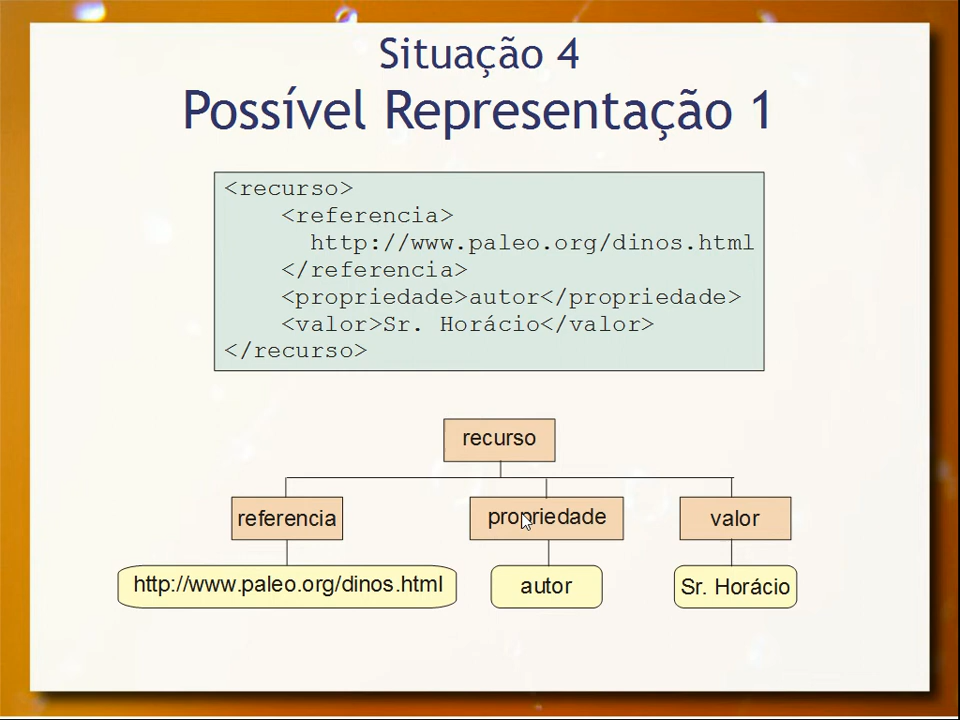 Situação 4
Possível Representação 1
<recurso>
<referencia>
http://www.paleo.org/dinos.html
</referencia>
<propriedade>autor</propriedade>
<valor>Sr. Horácio</valor>
</recurso>
recurso
referencia propriedade valor
http://www.paleo.org/dinos.html autor Sr. Horácio